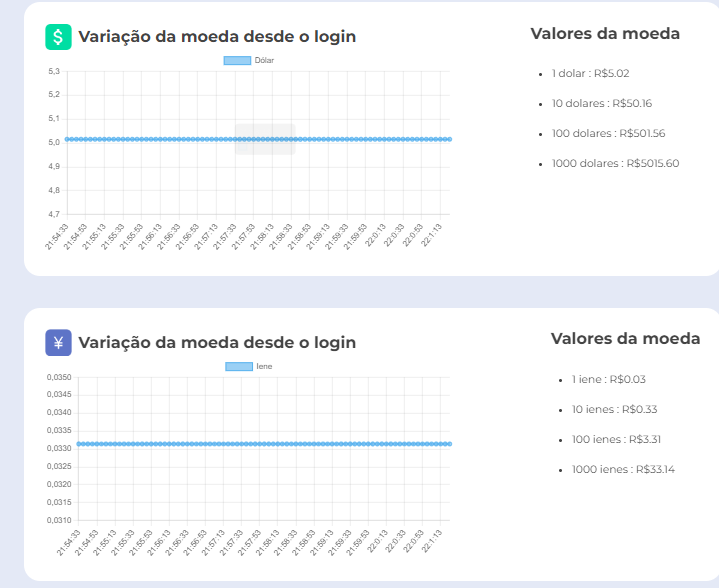 $ Variação da moeda desde o login
Dólar
5,3
5,2
5,1
5,0
4,9
4,8
4,7
21:54:33 21:54:53 21:55:13 21:55:33 21:55:53 21:56:13 21:56:33 21:56:53 21:57:13 21:57:33 21:57:53 21:58:13 21:58:33 21:58:53 21:59:13 21:59:33 21:59:53 22:0:13 22:0:33 22:0:53 22:1:13
Valores da moeda
• 1 dolar : R$5.02
• 10 dolares : R$50.16
• 100 dolares : R$501.56
• 1000 dolares : R$5015.60
¥ Variação da moeda desde o login
Iene
0,0350
0,0345
0,0340
0,0335
0,0330
0,0325
0,0320
0,0315
0,0310
21:54:33 21:54:53 21:55:13 21:55:33 21:55:53 21:56:13 21:56:33 21:56:53 21:57:13 21:57:33 21:57:53 21:58:13 21:58:33 21:58:53 21:59:13 21:59:33 21:59:53 22:0:13 22:0:33 22:0:53 22:1:13
Valores da moeda
• 1 iene : R$0.03
• 10 ienes : R$0.33
• 100 ienes : R$3.31
• 1000 ienes : R$33.14